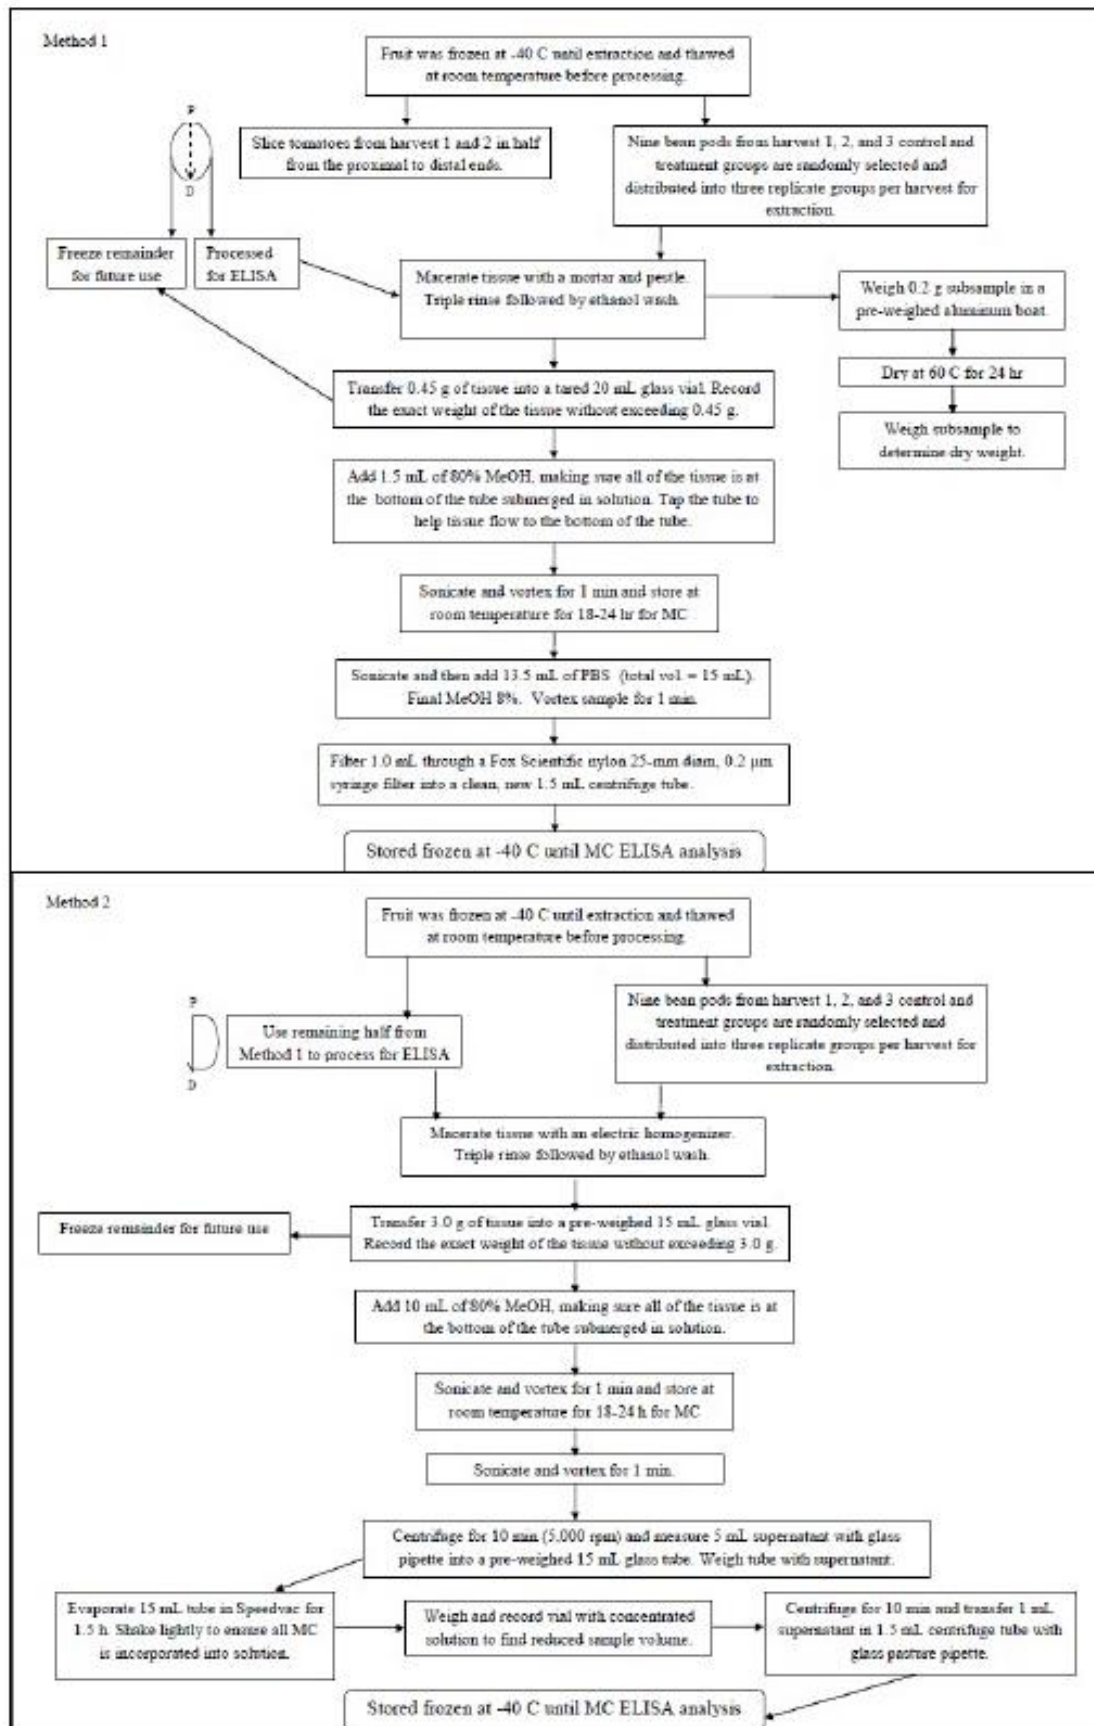 Method 1
Fruit was frozen at -40 C until extraction and thawed
at room temperature before processing.
P
D
Slice tomatoes from harvest 1 and 2 in half
from the proximal to distal ends.
Nine bean pods from harvest 1, 2, and 3 control and
treatment groups are randomly selected and
distributed into three replicate groups per harvest for
extraction.
Freeze remainder
for future use
Processed
for ELISA
Macerate tissue with a mortar and pestle.
Triple rinse followed by ethanol wash.
Weigh 0.2 g subsample in a
pre-weighed aluminum boat.
Dry at 60 C for 24 hr
Weigh subsample to
determine dry weight.
Transfer 0.45 g of tissue into a tared 20 mL glass vial. Record
the exact weight of the tissue without exceeding 0.45 g.
Add 1.5 mL of 80% MeOH, making sure all of the tissue is at
the bottom of the tube submerged in solution. Tap the tube to
help tissue flow to the bottom of the tube.
Sonicate and vortex for 1 min and store at
room temperature for 18-24 hr for MC
Sonicate and then add 13.5 mL of PBS (total vol. = 15 mL).
Final MeOH 8%. Vortex sample for 1 min.
Filter 1.0 mL through a Fox Scientific nylon 25-mm diam, 0.2 μm
syringe filter into a clean, new 1.5 mL centrifuge tube.
Stored frozen at -40 C until MC ELISA analysis
Method 2
Fruit was frozen at -40 C until extraction and thawed
at room temperature before processing.
P
D
Use remaining half from
Method 1 to process for ELISA
Nine bean pods from harvest 1, 2, and 3 control and
treatment groups are randomly selected and
distributed into three replicate groups per harvest for
extraction.
Macerate tissue with an electric homogenizer.
Triple rinse followed by ethanol wash.
Freeze remainder for future use
Transfer 3.0 g of tissue into a pre-weighed 15 mL glass vial.
Record the exact weight of the tissue without exceeding 3.0 g.
Add 10 mL of 80% MeOH, making sure all of the tissue is at
the bottom of the tube submerged in solution.
Sonicate and vortex for 1 min and store at
room temperature for 18-24 h for MC
Sonicate and vortex for 1 min.
Centrifuge for 10 min (5,000 rpm) and measure 5 mL supernatant with glass
pipette into a pre-weighed 15 mL glass tube. Weigh tube with supernatant.
Evaporate 15 mL tube in Speedvac for
1.5 h. Shake lightly to ensure all MC
is incorporated into solution.
Weigh and record vial with concentrated
solution to find reduced sample volume.
Centrifuge for 10 min and transfer 1 mL
supernatant in 1.5 mL centrifuge tube with
glass pasture pipette.
Stored frozen at -40 C until MC ELISA analysis